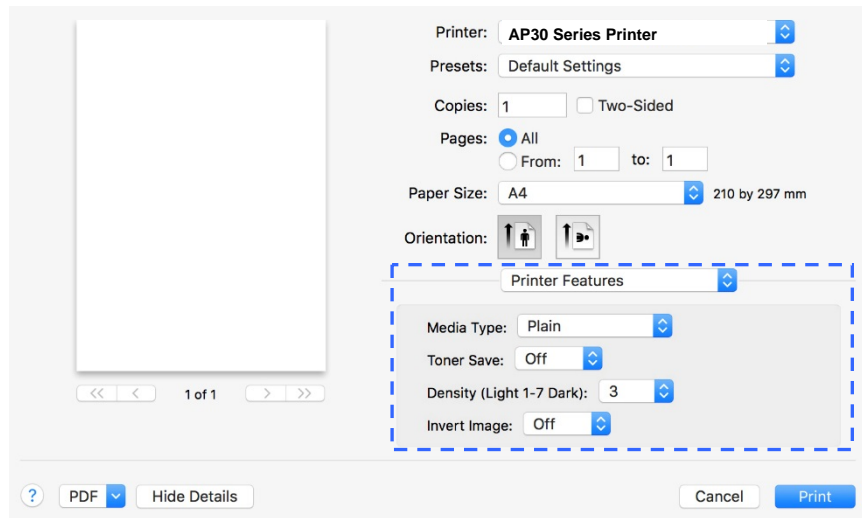 Printer: AP30 Series Printer
Presets: Default Settings
Copies: 1 Two-Sided
Pages: All
From: 1 to: 1
Paper Size: A4 210 by 297 mm
Orientation:
Printer Features
Media Type: Plain
Toner Save: Off
Density (Light 1-7 Dark): 3
Invert Image: Off
<< < 1 of 1 > >>
? PDF Hide Details Cancel Print